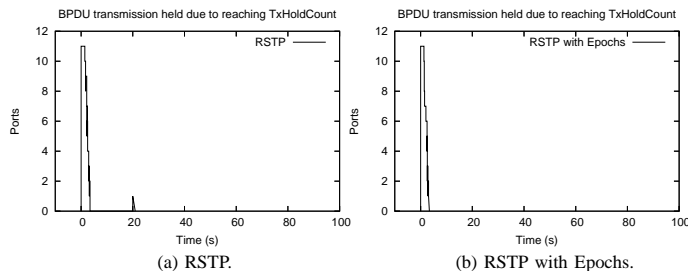 BPDU transmission held due to reaching TxHoldCount
RSTP
12
10
8
6
4
2
0
Ports
0 20 40 60 80 100
Time (s)
(a) RSTP.
BPDU transmission held due to reaching TxHoldCount
RSTP with Epochs
12
10
8
6
4
2
0
Ports
0 20 40 60 80 100
Time (s)
(b) RSTP with Epochs.